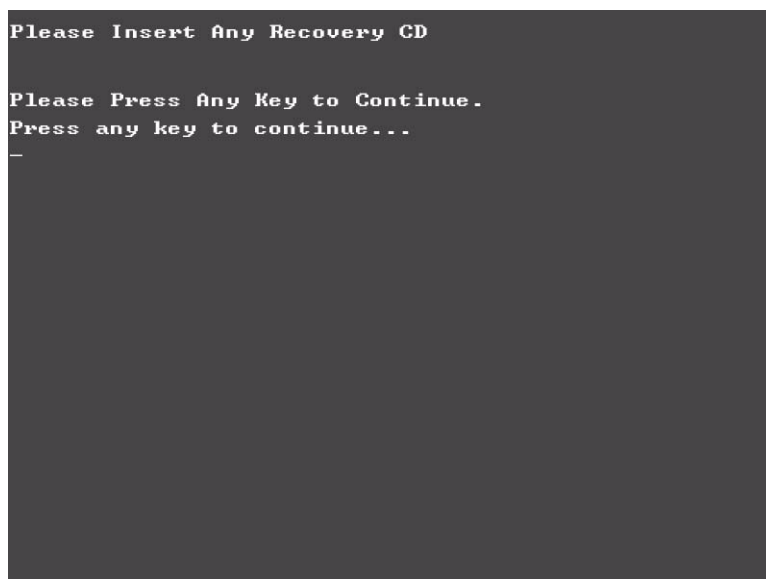 Please Insert Any Recovery CD
Please Press Any Key to Continue.
Press any key to continue...
_